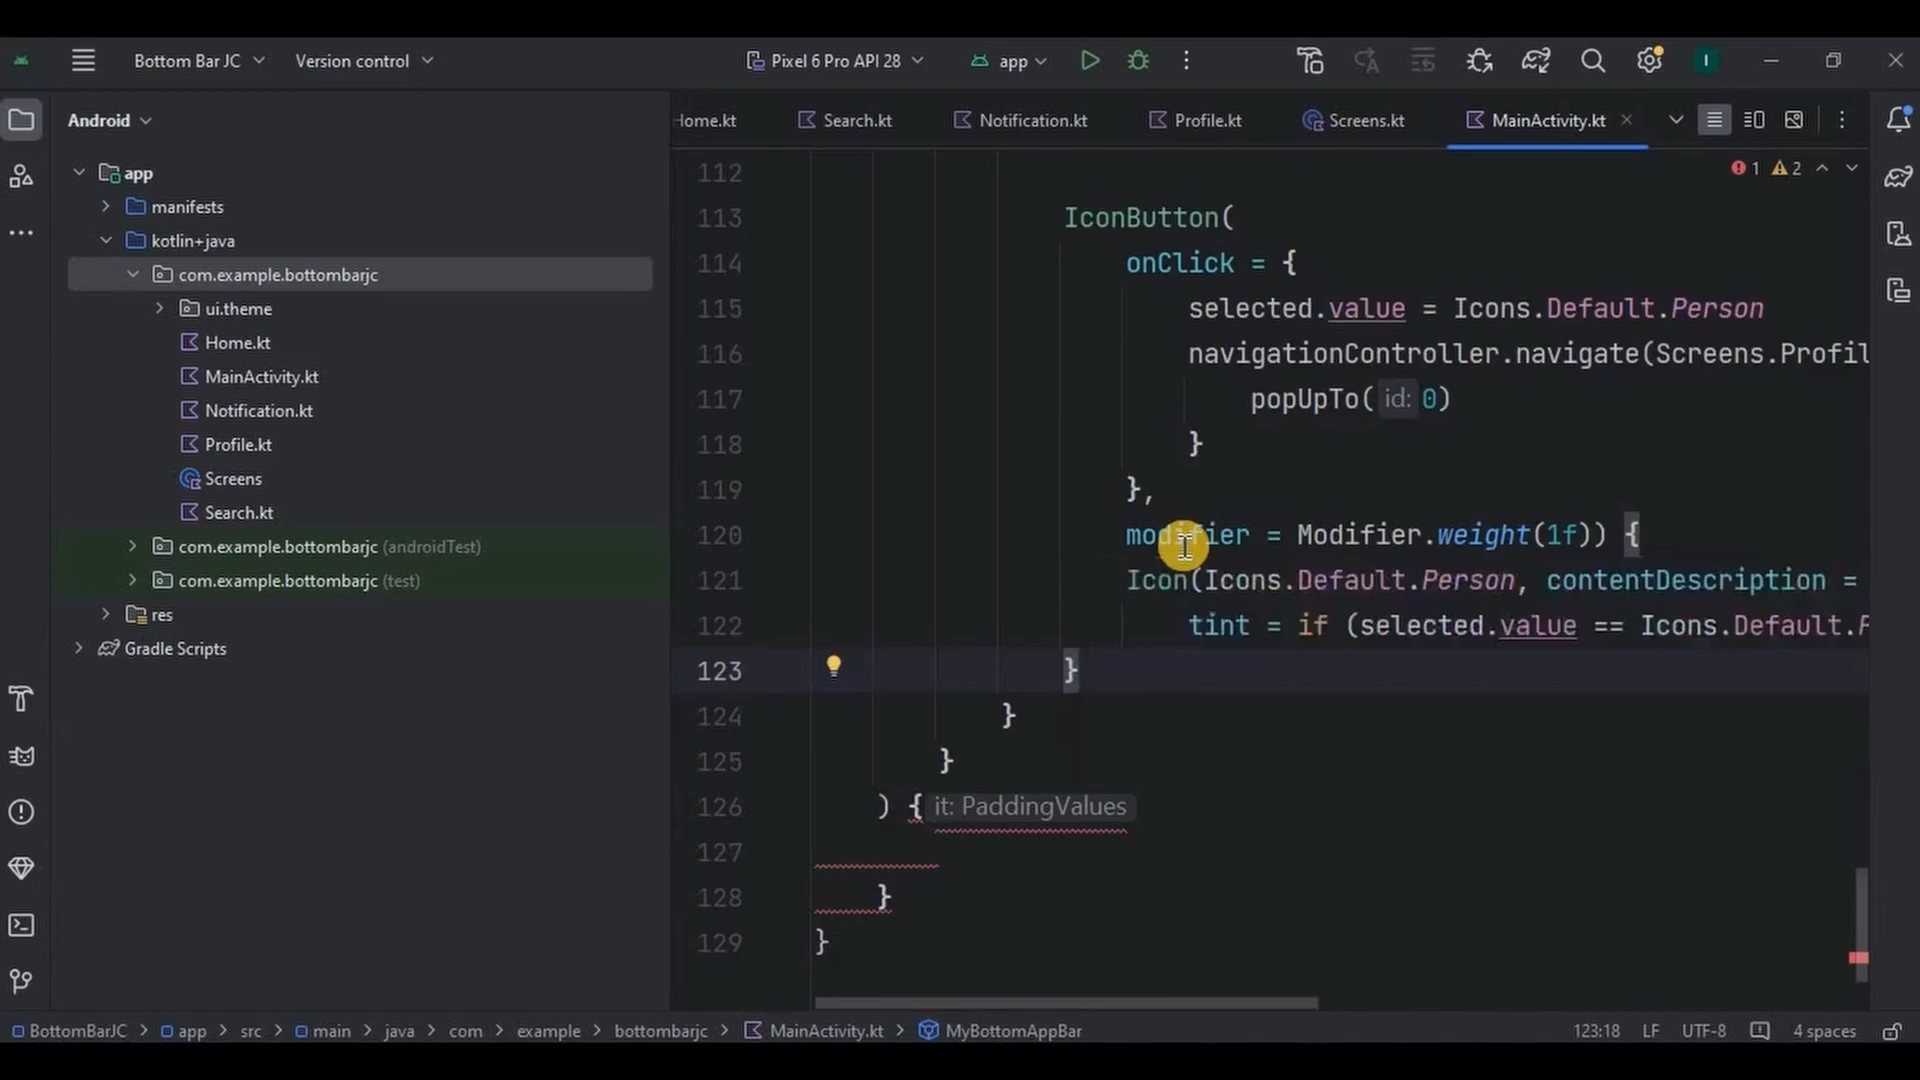 Bottom Bar JC
Version control
Pixel 6 Pro API 28
app
I
Android
Home.kt
Search.kt
Notification.kt
Profile.kt
Screens.kt
MainActivity.kt
1
2
app
manifests
kotlin+java
com.example.bottombarjc
ui.theme
Home.kt
MainActivity.kt
Notification.kt
Profile.kt
Screens
Search.kt
com.example.bottombarjc (androidTest)
com.example.bottombarjc (test)
res
Gradle Scripts
112
113 IconButton(
114 onClick = {
115 selected.value = Icons.Default.Person
116 navigationController.navigate(Screens.Profil
117 popUpTo( id: 0)
118 }
119 },
120 modifier = Modifier.weight(1f)) {
121 Icon(Icons.Default.Person, contentDescription =
122 tint = if (selected.value == Icons.Default.P
123 }
124 }
125 }
126 ) { it: PaddingValues
127
128 }
129 }
BottomBarJC > app > src > main > java > com > example > bottombarjc > MainActivity.kt > MyBottomAppBar
123:18 LF UTF-8 4 spaces